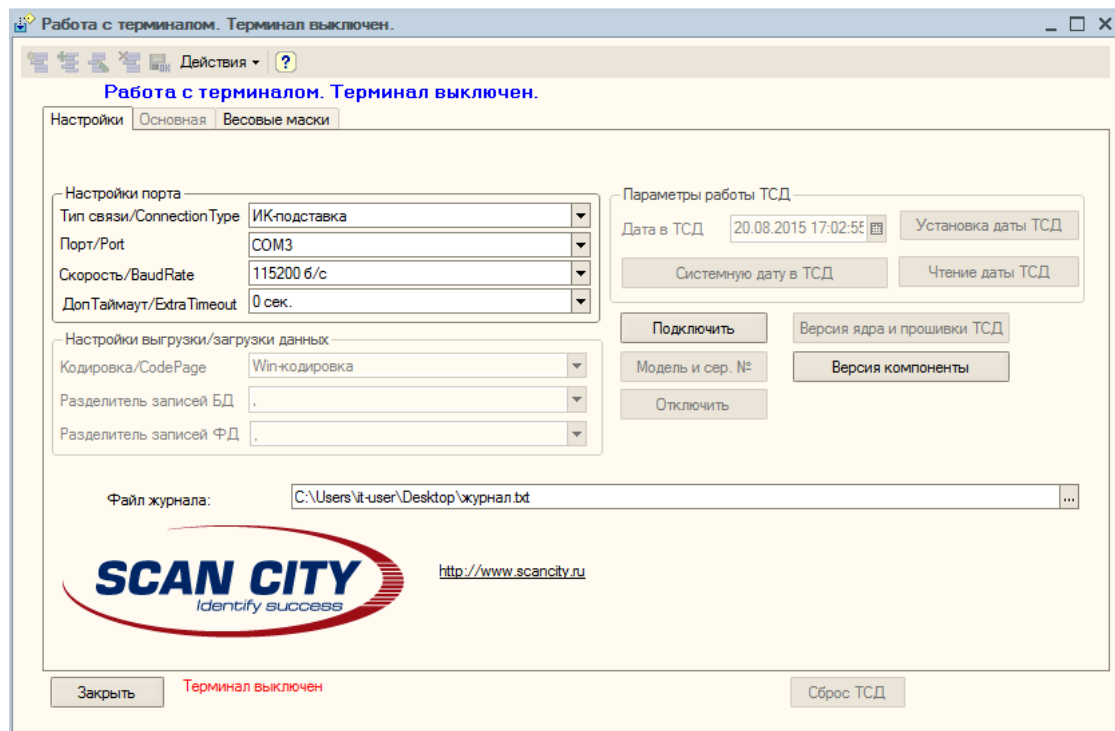 Работа с терминалом. Терминал выключен.
Действия
Работа с терминалом. Терминал выключен.
Настройки Основная Весовые маски
Настройки порта
Тип связи/ConnectionType ИК-подставка
Порт/Port COM3
Скорость/BaudRate 115200 б/с
ДопТаймаут/ExtraTimeout 0 сек.
Параметры работы ТСД
Дата в ТСД 20.08.2015 17:02:55 Установка даты ТСД
Системную дату в ТСД Чтение даты ТСД
Настройки выгрузки/загрузки данных
Кодировка/CodePage Win-кодировка
Разделитель записей БД ,
Разделитель записей ФД ,
Подключить Версия ядра и прошивки ТСД
Модель и сер. № Версия компоненты
Отключить
Файл журнала: C:\Users\it-user\Desktop\журнал.txt ...
SCAN CITY
Identify success
http://www.scancity.ru
Закрыть Терминал выключен Сброс ТСД